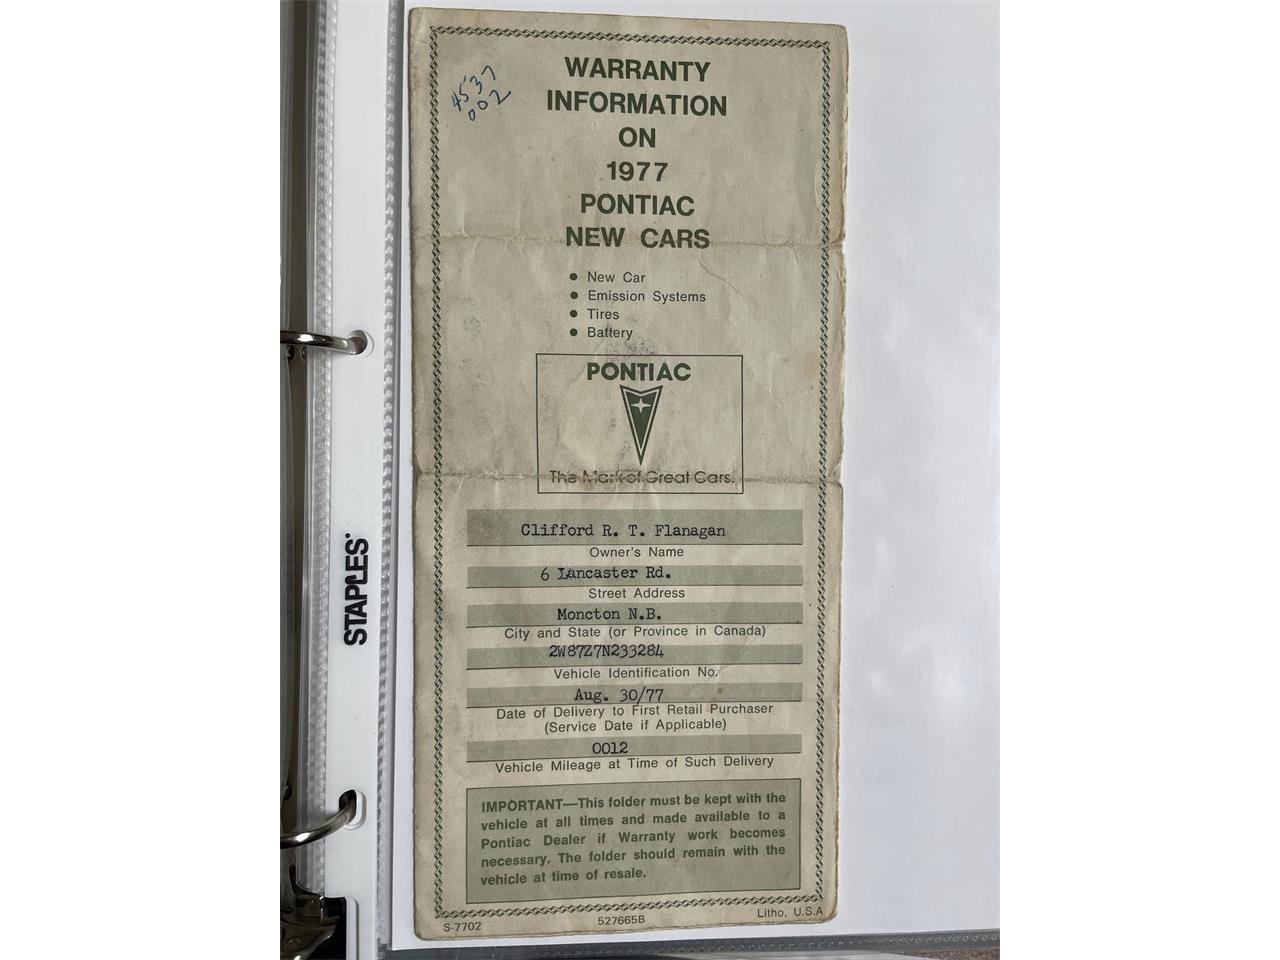 4537
002
WARRANTY
INFORMATION
ON
1977
PONTIAC
NEW CARS
● New Car
● Emission Systems
● Tires
● Battery
PONTIAC
The Mark of Great Cars.
Clifford R. T. Flanagan
Owner's Name
6 Lancaster Rd.
Street Address
Moncton N.B.
City and State (or Province in Canada)
2W87Z7N233284
Vehicle Identification No.
Aug. 30/77
Date of Delivery to First Retail Purchaser
(Service Date if Applicable)
0012
Vehicle Mileage at Time of Such Delivery
IMPORTANT—This folder must be kept with the
vehicle at all times and made available to a
Pontiac Dealer if Warranty work becomes
necessary. The folder should remain with the
vehicle at time of resale.
S-7702
527665B
Litho, U.S.A
STAPLES